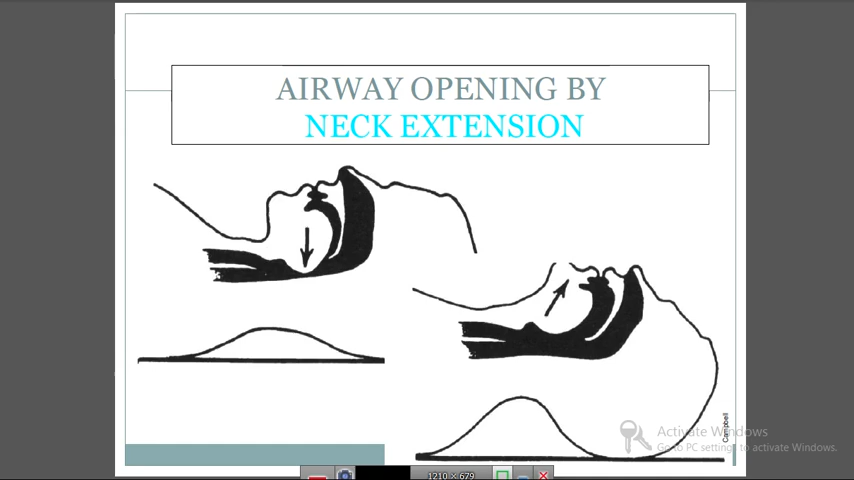 AIRWAY OPENING BY
NECK EXTENSION
Campbell
Activate Windows
Go to PC settings to activate Windows.
1210 × 679